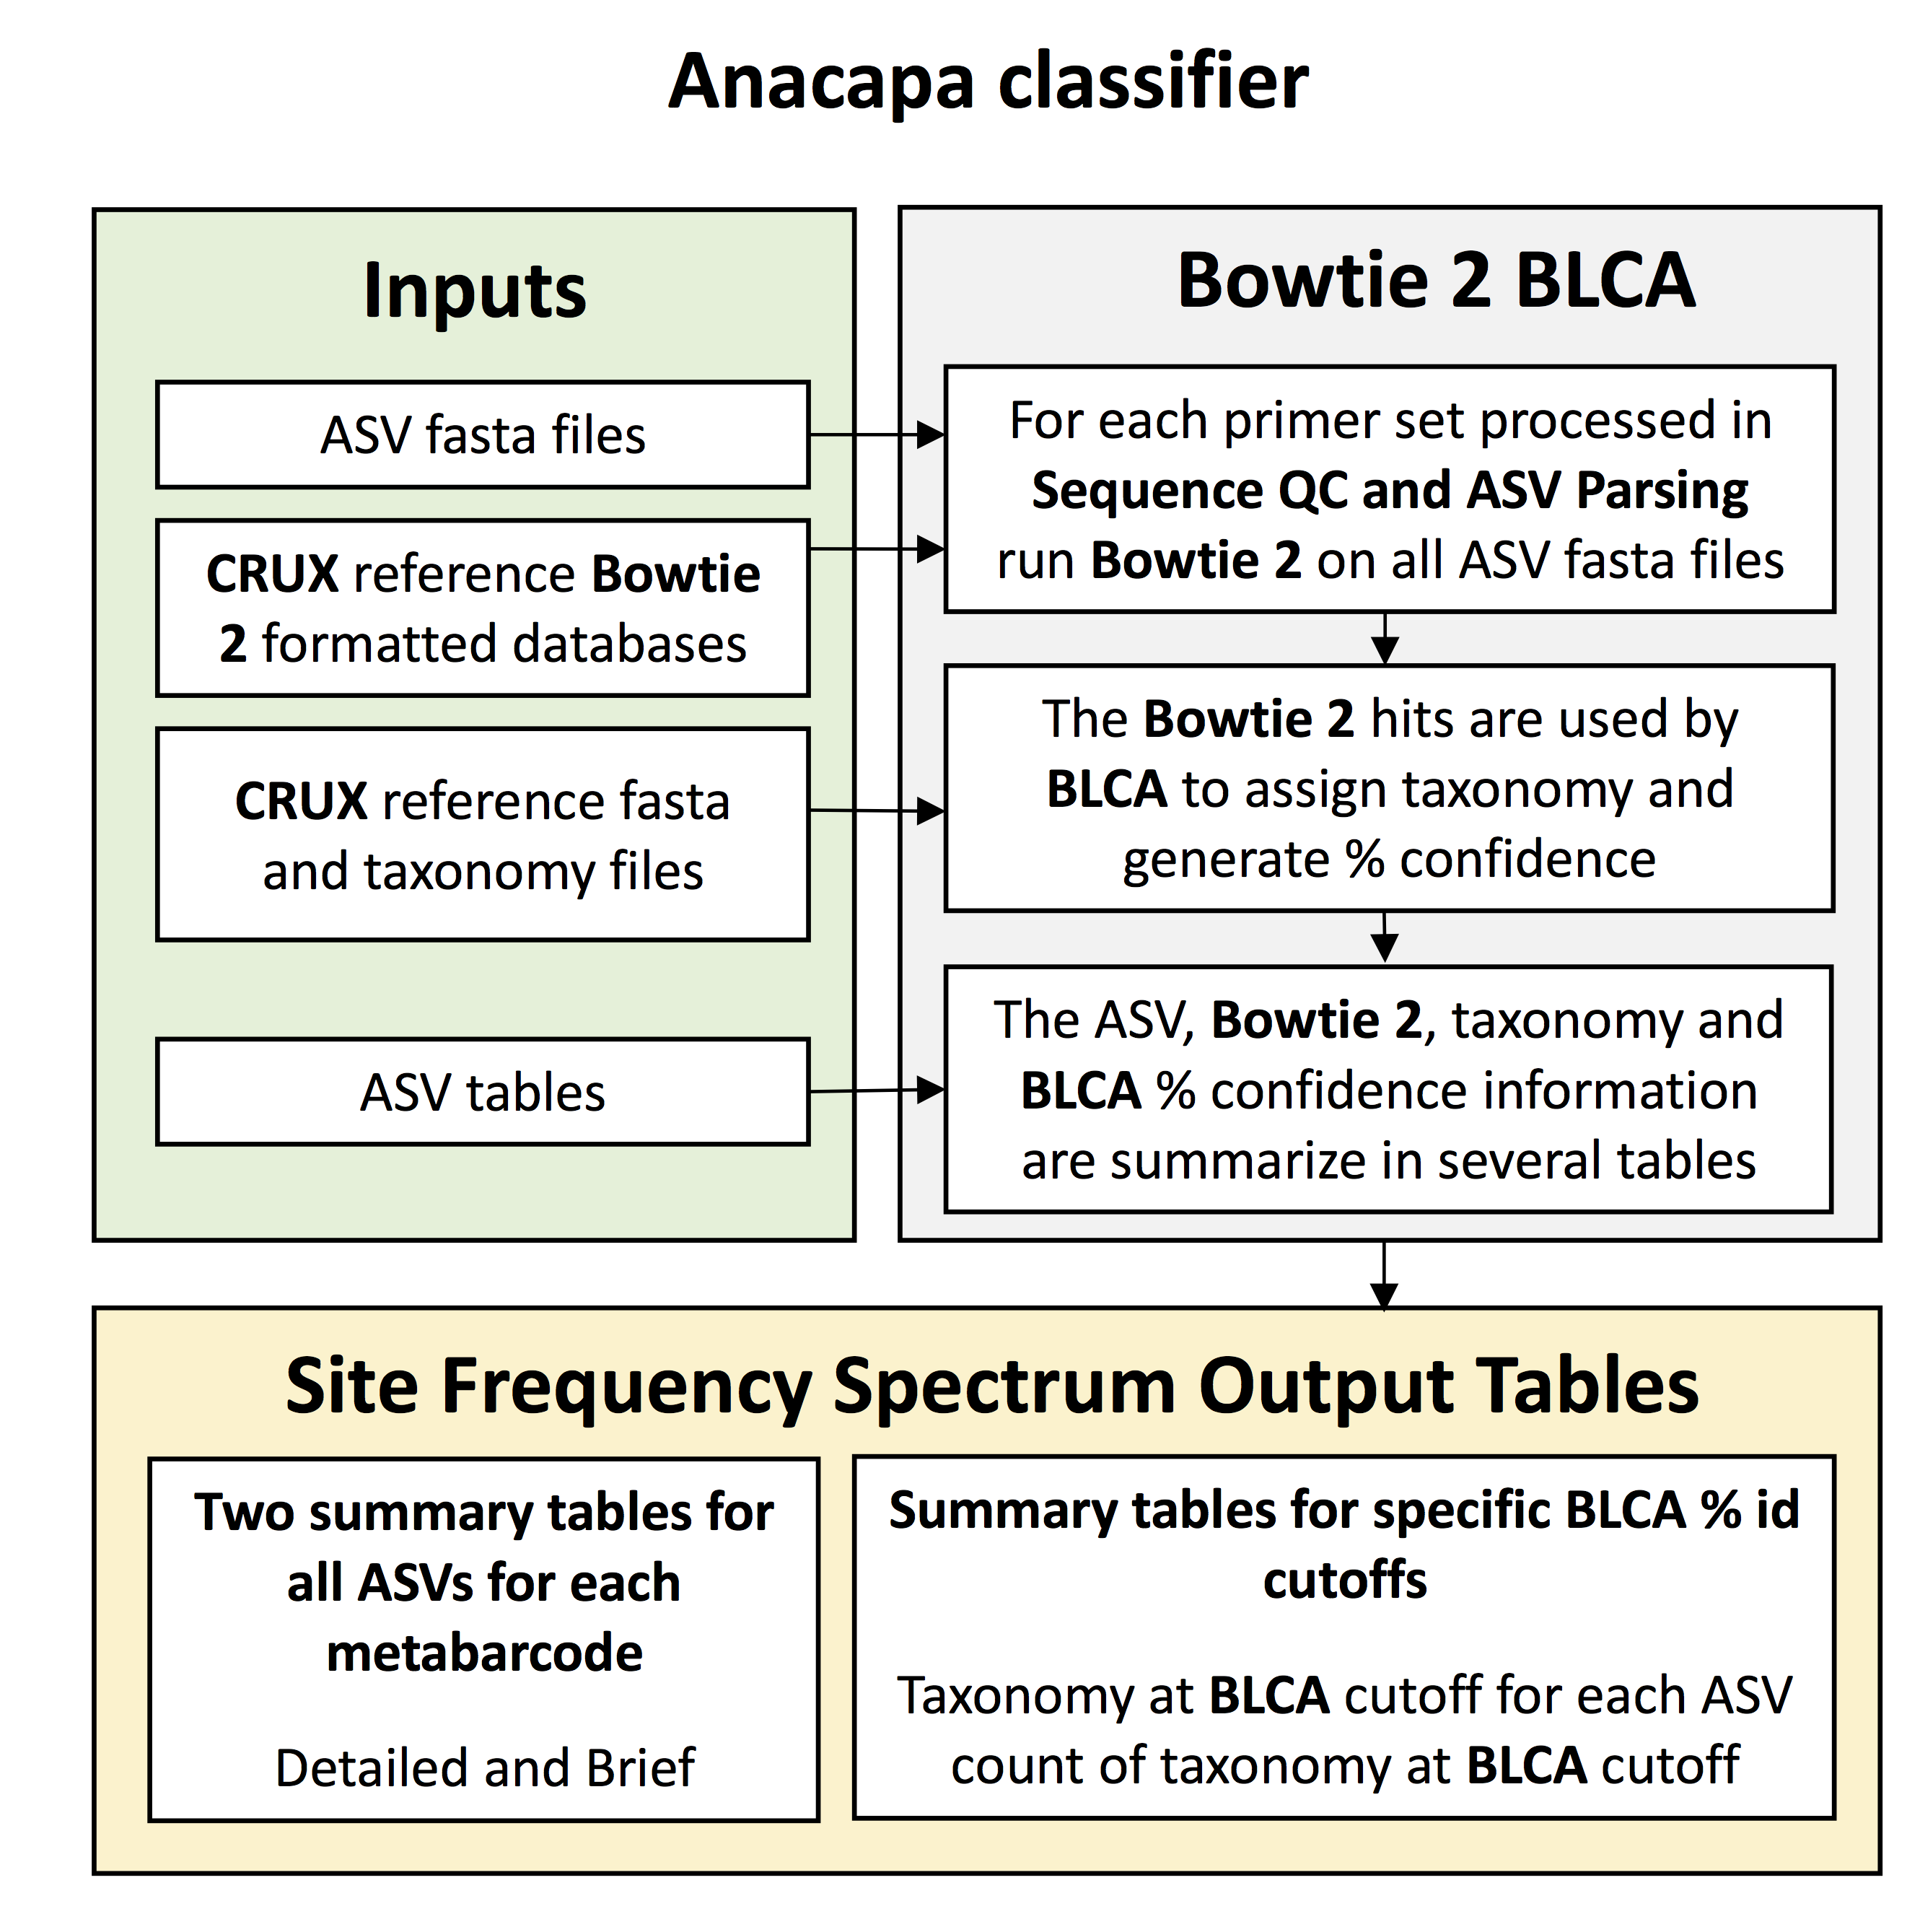 Anacapa classifier
Inputs
ASV fasta files
CRUX reference Bowtie
2 formatted databases
CRUX reference fasta
and taxonomy files
ASV tables
Bowtie 2 BLCA
For each primer set processed in
Sequence QC and ASV Parsing
run Bowtie 2 on all ASV fasta files
The Bowtie 2 hits are used by
BLCA to assign taxonomy and
generate % confidence
The ASV, Bowtie 2, taxonomy and
BLCA % confidence information
are summarize in several tables
Site Frequency Spectrum Output Tables
Two summary tables for
all ASVs for each
metabarcode
Detailed and Brief
Summary tables for specific BLCA % id
cutoffs
Taxonomy at BLCA cutoff for each ASV
count of taxonomy at BLCA cutoff